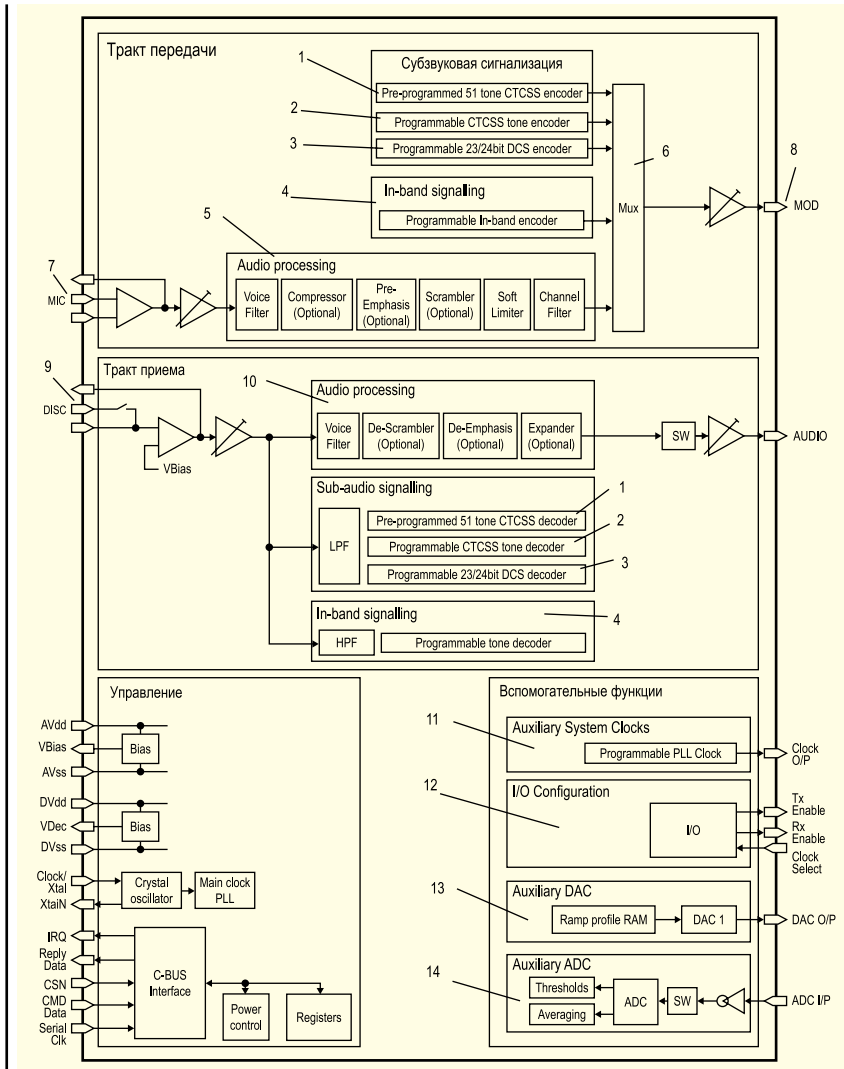 Тракт передачи
Субзвуковая сигнализация
1
Pre-programmed 51 tone CTCSS encoder
2
Programmable CTCSS tone encoder
3
Programmable 23/24bit DCS encoder
6
8
4
In-band signalling
Programmable In-band encoder
Mux
MOD
5
Audio processing
7
MIC
Voice
Filter
Compressor
(Optional)
Pre-
Emphasis
(Optional)
Scrambler
(Optional)
Soft
Limiter
Channel
Filter
Тракт приема
9
DISC
VBias
10
Audio processing
Voice
Filter
De-Scrambler
(Optional)
De-Emphasis
(Optional)
Expander
(Optional)
SW
AUDIO
Sub-audio signalling
1
LPF
Pre-programmed 51 tone CTCSS decoder
2
Programmable CTCSS tone decoder
3
Programmable 23/24bit DCS decoder
In-band signalling
4
HPF
Programmable tone decoder
Управление
AVdd
VBias
Bias
AVss
DVdd
VDec
Bias
DVss
Clock/
Xtal
XtalN
Crystal
oscillator
Main clock
PLL
IRQ
Reply
Data
CSN
CMD
Data
Serial
Clk
C-BUS
Interface
Power
control
Registers
Вспомогательные функции
11
Auxiliary System Clocks
Programmable PLL Clock
Clock
O/P
12
I/O Configuration
I/O
Tx
Enable
Rx
Enable
Clock
Select
13
Auxiliary DAC
Ramp profile RAM
DAC 1
DAC O/P
14
Auxiliary ADC
Thresholds
Averaging
ADC
SW
ADC I/P